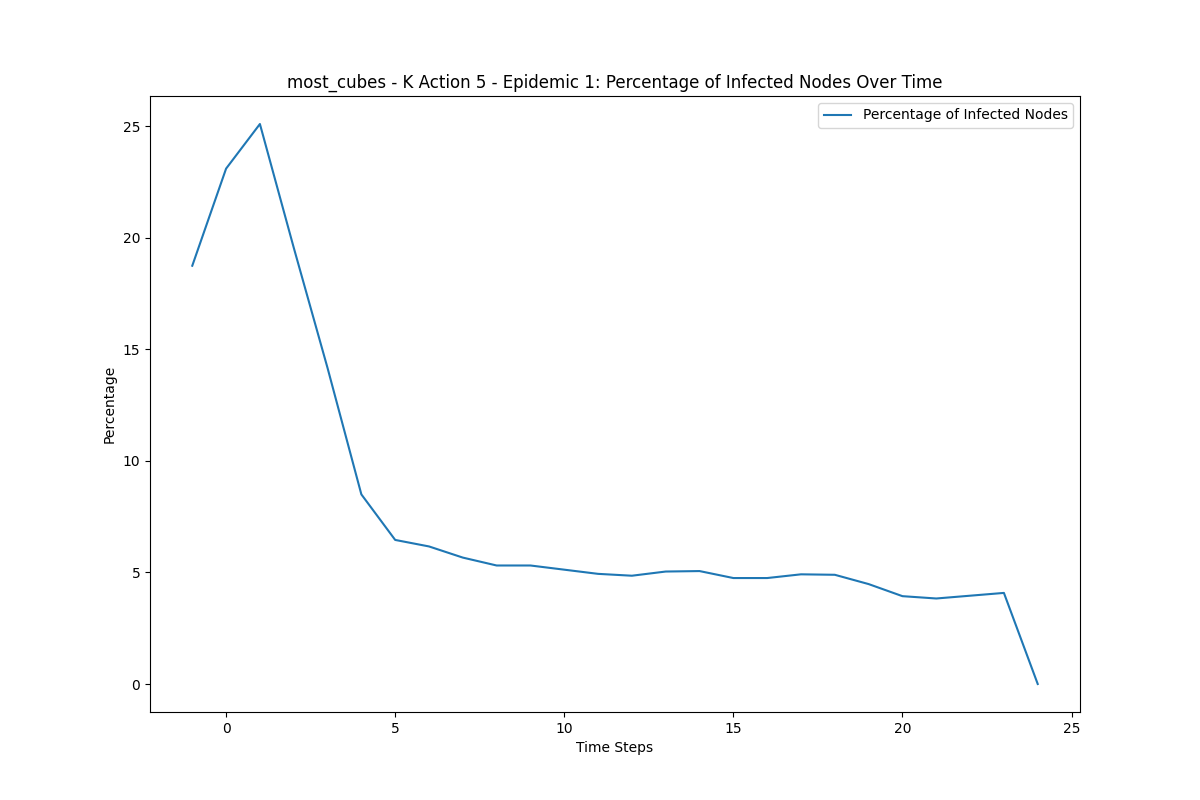 most_cubes - K Action 5 - Epidemic 1: Percentage of Infected Nodes Over Time
Percentage of Infected Nodes
25
20
15
10
5
0
Percentage
0 5 10 15 20 25
Time Steps